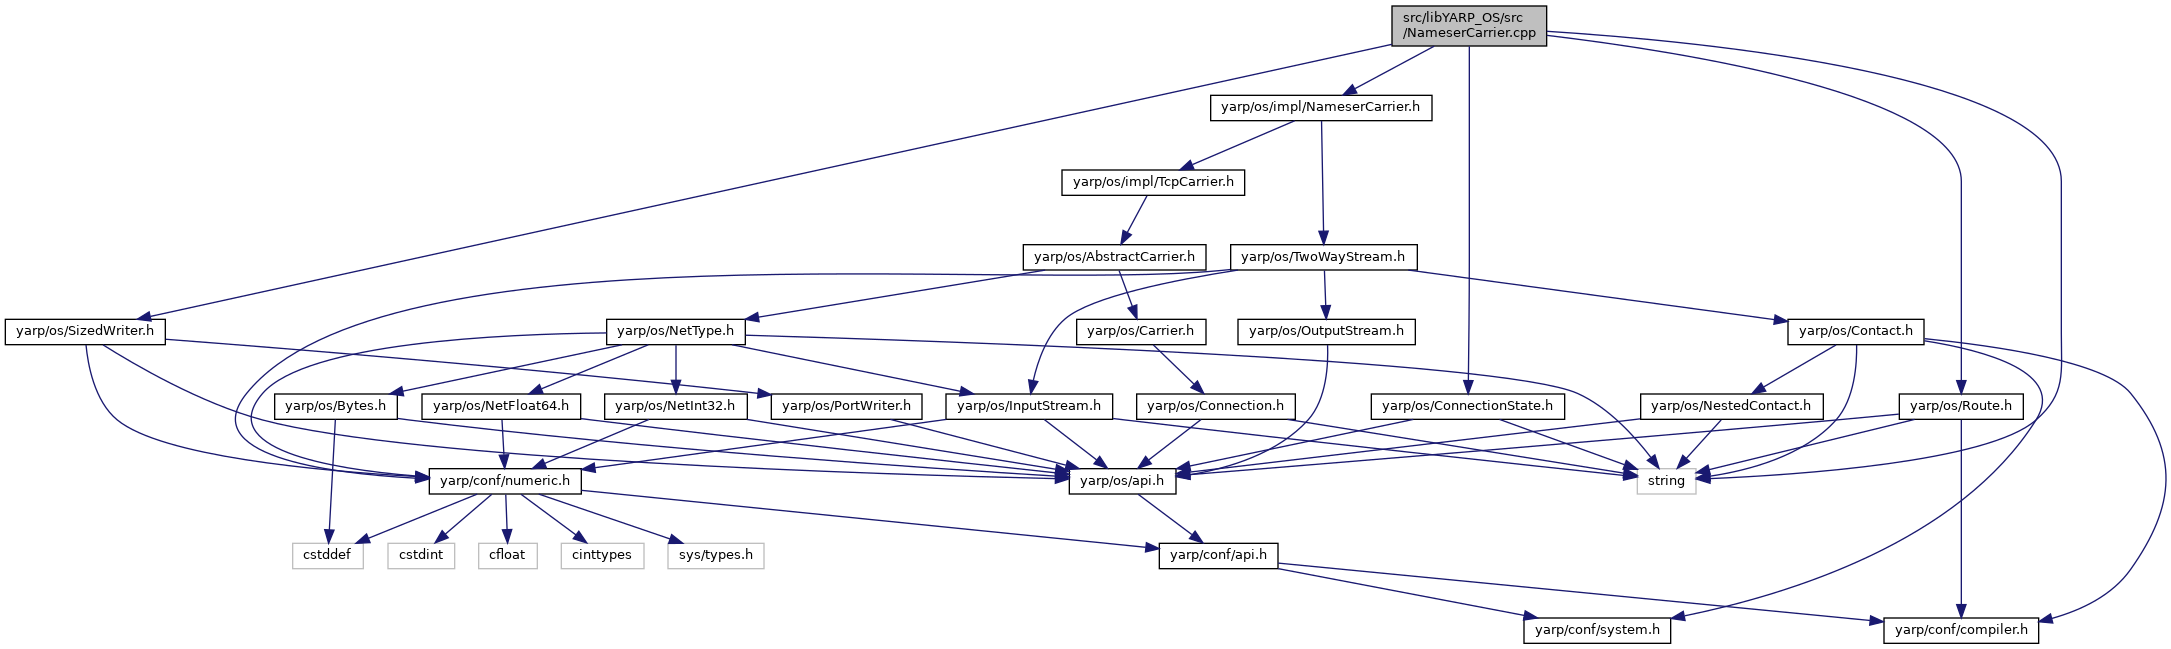 src/libYARP_OS/src
/NameserCarrier.cpp
yarp/os/impl/NameserCarrier.h
yarp/os/impl/TcpCarrier.h
yarp/os/AbstractCarrier.h
yarp/os/TwoWayStream.h
yarp/os/SizedWriter.h
yarp/os/NetType.h
yarp/os/Carrier.h
yarp/os/OutputStream.h
yarp/os/Contact.h
yarp/os/Bytes.h
yarp/os/NetFloat64.h
yarp/os/NetInt32.h
yarp/os/PortWriter.h
yarp/os/InputStream.h
yarp/os/Connection.h
yarp/os/ConnectionState.h
yarp/os/NestedContact.h
yarp/os/Route.h
yarp/conf/numeric.h
yarp/os/api.h
string
cstddef
cstdint
cfloat
cinttypes
sys/types.h
yarp/conf/api.h
yarp/conf/system.h
yarp/conf/compiler.h